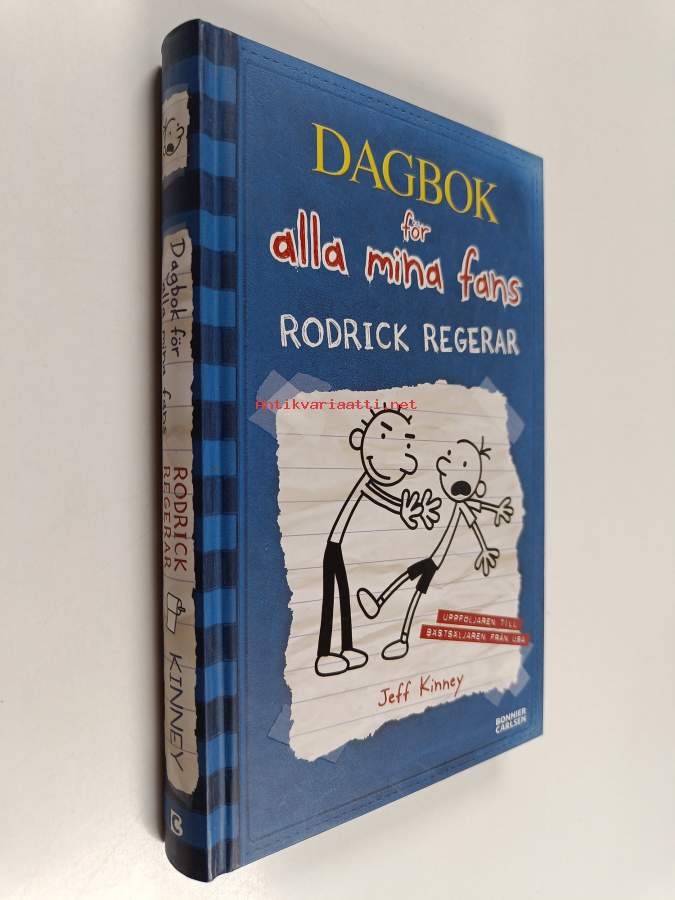 DAGBOK
för
alla mina fans
RODRICK REGERAR
Antikvariaatti.net
UPPFÖLJAREN TILL
BÄSTSÄLJAREN FRÅN USA
Jeff Kinney
BONNIER
CARLSEN
Dagbok för
alla mina fans
RODRICK
REGERAR
KINNEY
B